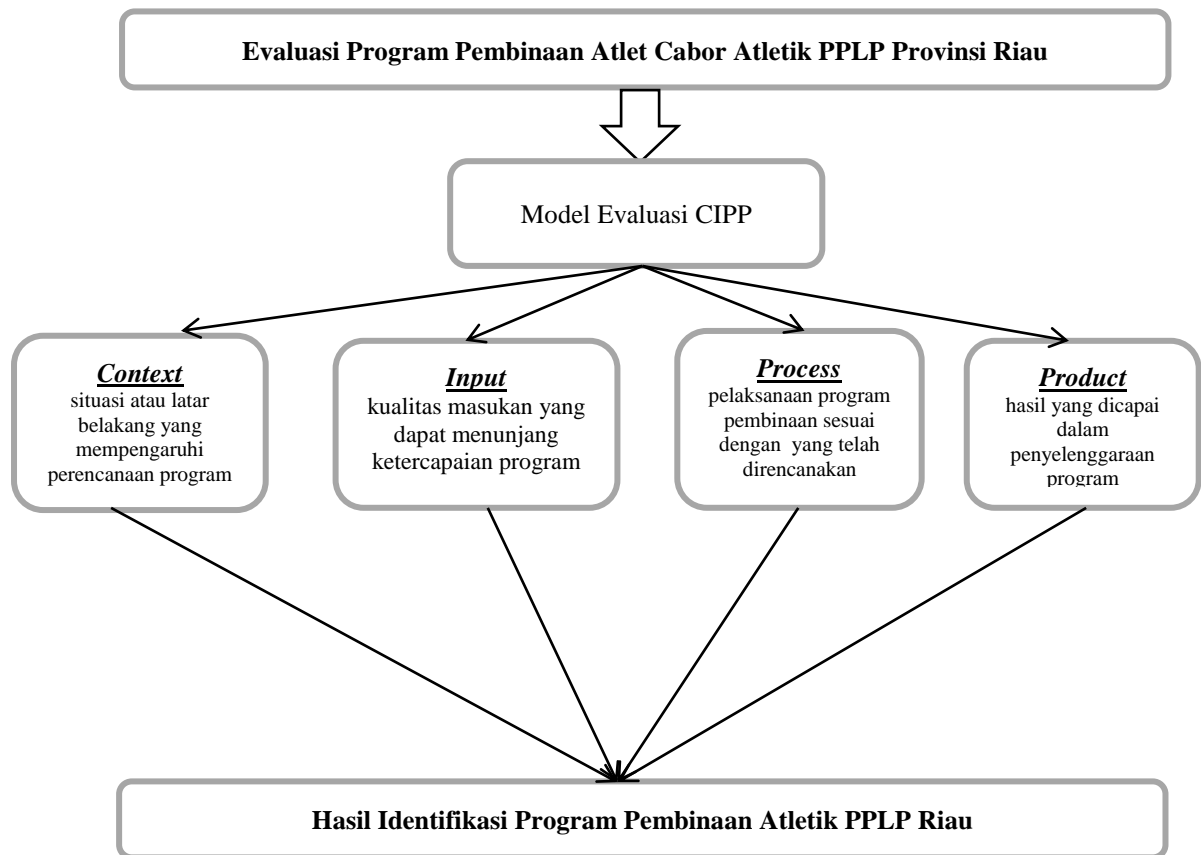 Evaluasi Program Pembinaan Atlet Cabor Atletik PPLP Provinsi Riau
Model Evaluasi CIPP
Context
situasi atau latar
belakang yang
mempengaruhi
perencanaan program
Input
kualitas masukan yang
dapat menunjang
ketercapaian program
Process
pelaksanaan program
pembinaan sesuai
dengan yang telah
direncanakan
Product
hasil yang dicapai
dalam
penyelenggaraan
program
Hasil Identifikasi Program Pembinaan Atletik PPLP Riau